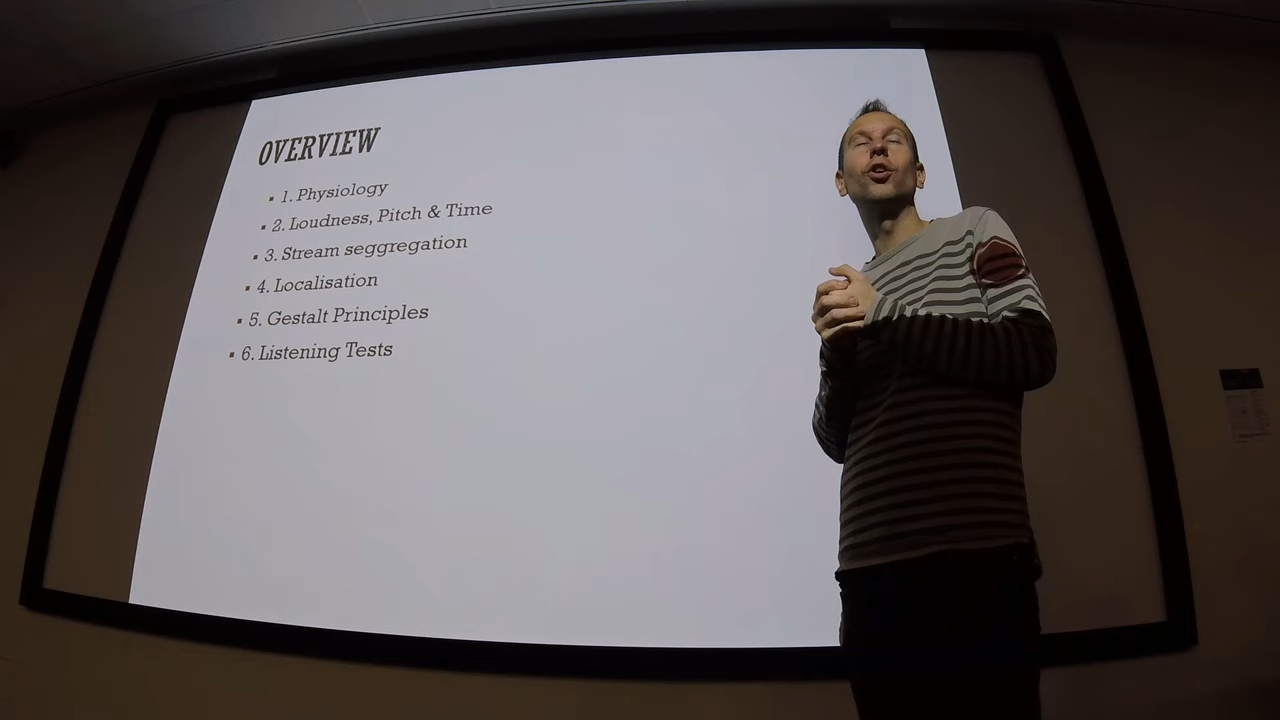 OVERVIEW
▪ 1. Physiology
▪ 2. Loudness, Pitch & Time
▪ 3. Stream seggregation
▪ 4. Localisation
▪ 5. Gestalt Principles
▪ 6. Listening Tests